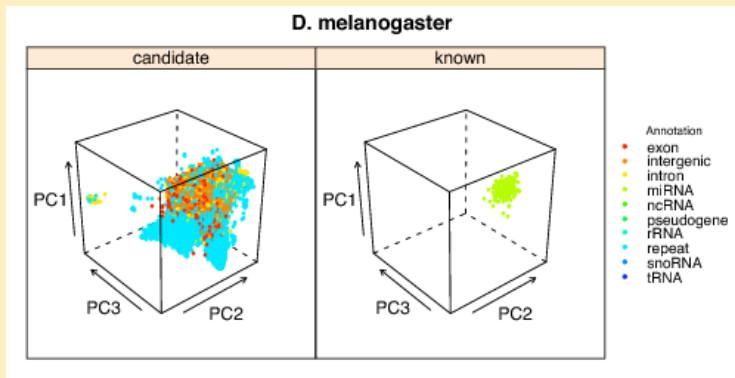 D. melanogaster
candidate
known
PC1
PC3
PC2
PC1
PC3
PC2
Annotation
exon
intergenic
intron
miRNA
ncRNA
pseudogene
rRNA
repeat
snoRNA
tRNA